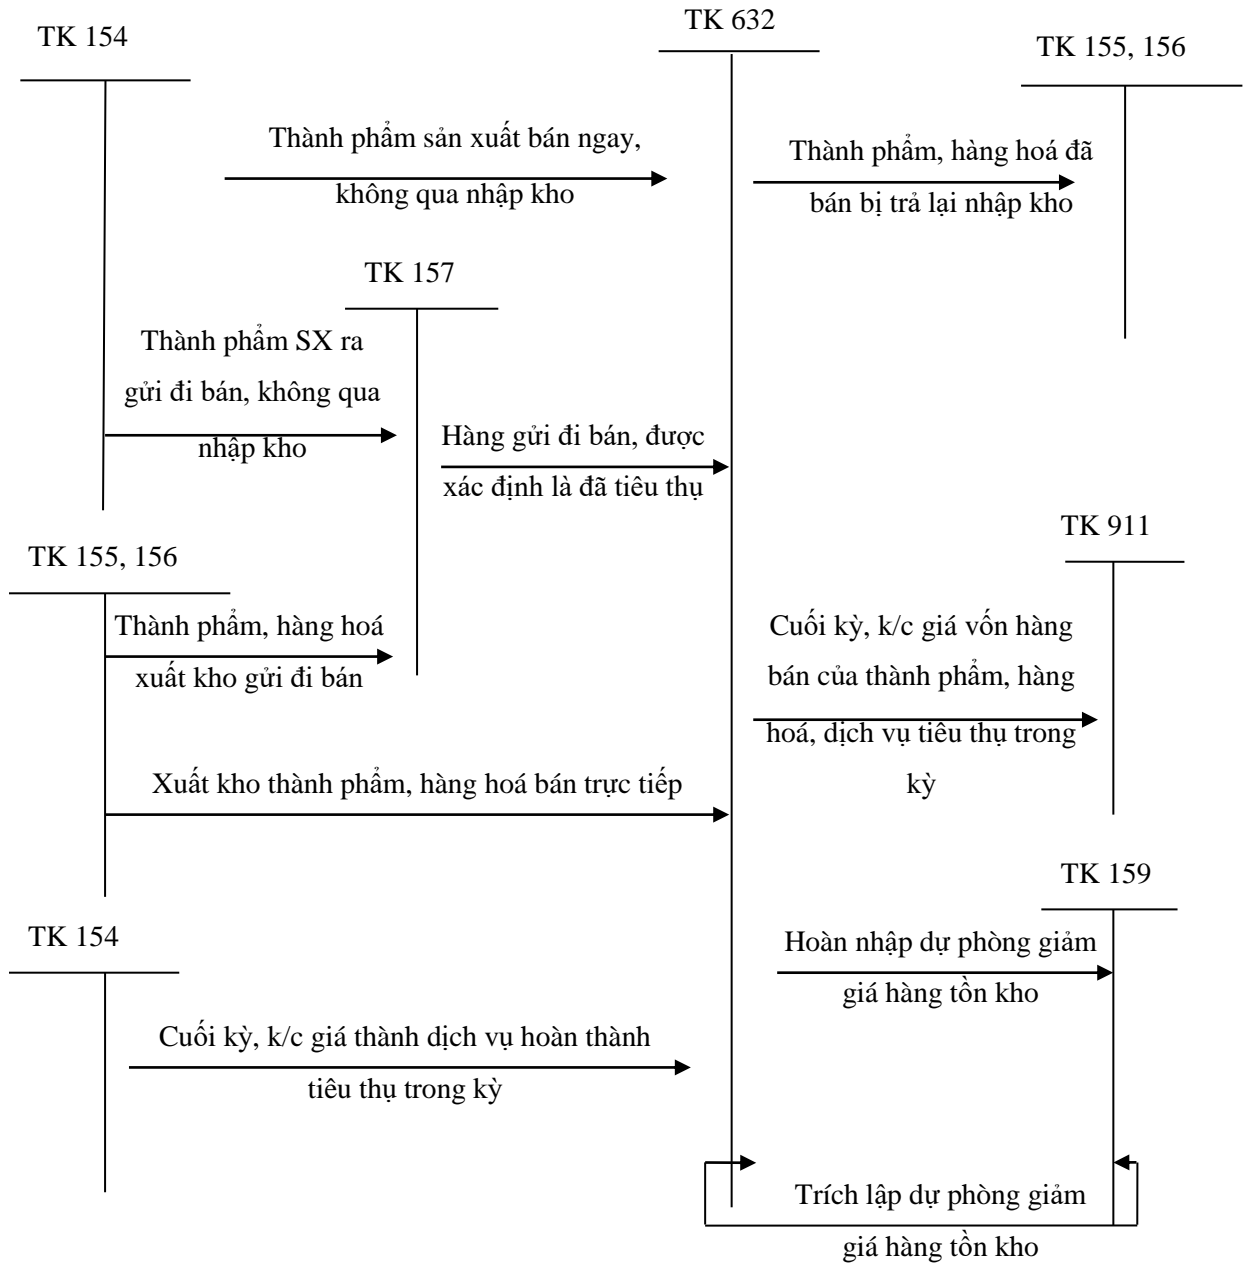 TK 154
TK 632
TK 155, 156
Thành phẩm sản xuất bán ngay,
không qua nhập kho
Thành phẩm, hàng hoá đã
bán bị trả lại nhập kho
TK 157
Thành phẩm SX ra
gửi đi bán, không qua
nhập kho
Hàng gửi đi bán, được
xác định là đã tiêu thụ
TK 911
TK 155, 156
Thành phẩm, hàng hoá
xuất kho gửi đi bán
Cuối kỳ, k/c giá vốn hàng
bán của thành phẩm, hàng
hoá, dịch vụ tiêu thụ trong
kỳ
Xuất kho thành phẩm, hàng hoá bán trực tiếp
TK 159
TK 154
Hoàn nhập dự phòng giảm
giá hàng tồn kho
Cuối kỳ, k/c giá thành dịch vụ hoàn thành
tiêu thụ trong kỳ
Trích lập dự phòng giảm
giá hàng tồn kho